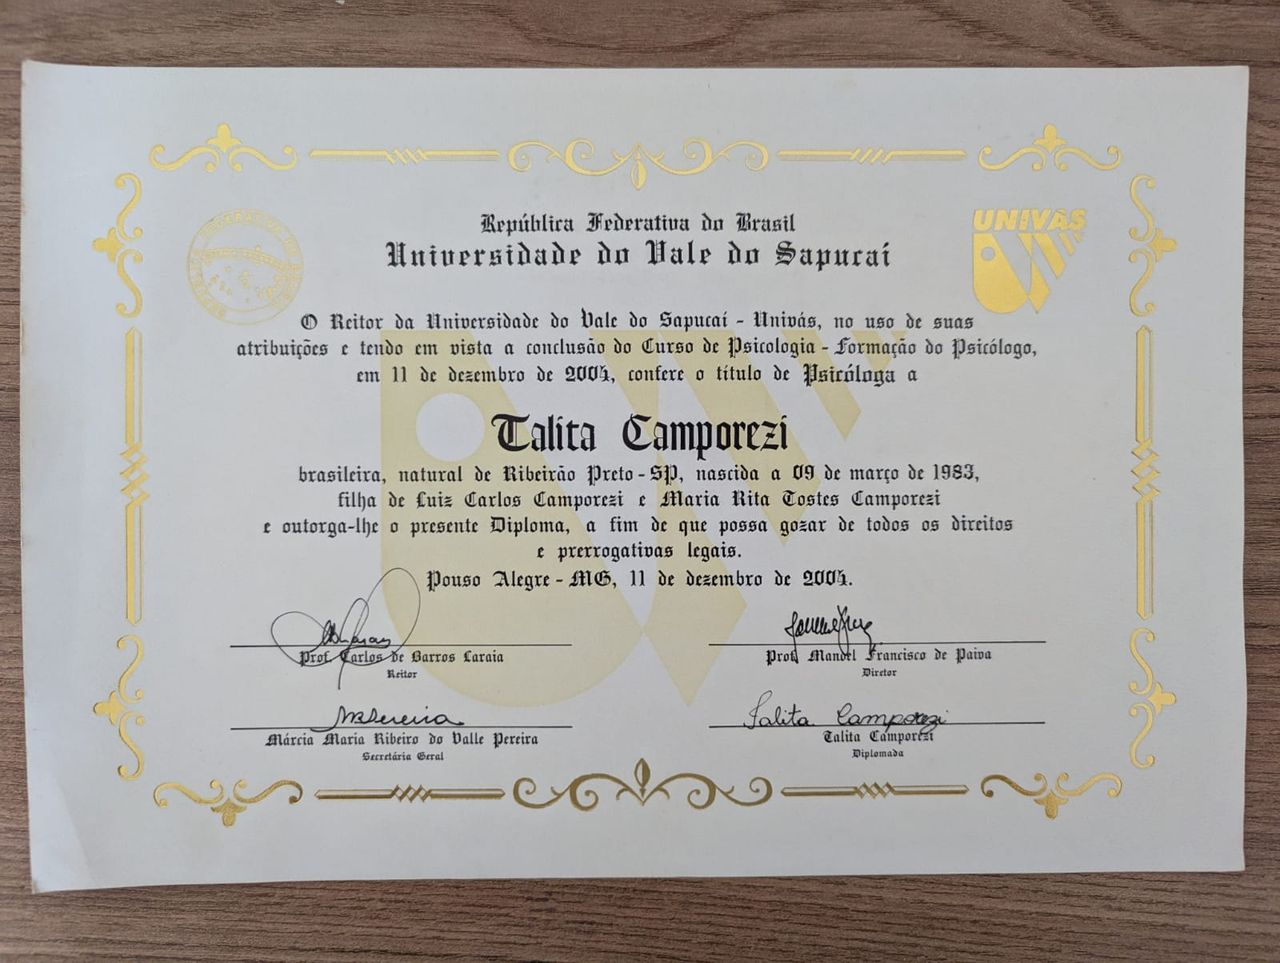 República Federativa do Brasil
Universidade do Vale do Sapucaí
UNIVÁS
O Reitor da Universidade do Vale do Sapucaí - Univás, no uso de suas
atribuições e tendo em vista a conclusão do Curso de Psicologia - Formação do Psicólogo,
em 11 de dezembro de 2004, confere o título de Psicóloga a
Talita Camporezi
brasileira, natural de Ribeirão Preto - SP, nascida a 09 de março de 1983,
filha de Luiz Carlos Camporezi e Maria Rita Tostes Camporezi
e outorga-lhe o presente Diploma, a fim de que possa gozar de todos os direitos
e prerrogativas legais.
Pouso Alegre - MG, 11 de dezembro de 2004.
Prof. Carlos de Barros Laraia
Reitor
Prof. Manoel Francisco de Paiva
Diretor
Márcia Maria Ribeiro do Valle Pereira
Secretária Geral
Talita Camporezi
Talita Camporezi
Diplomada